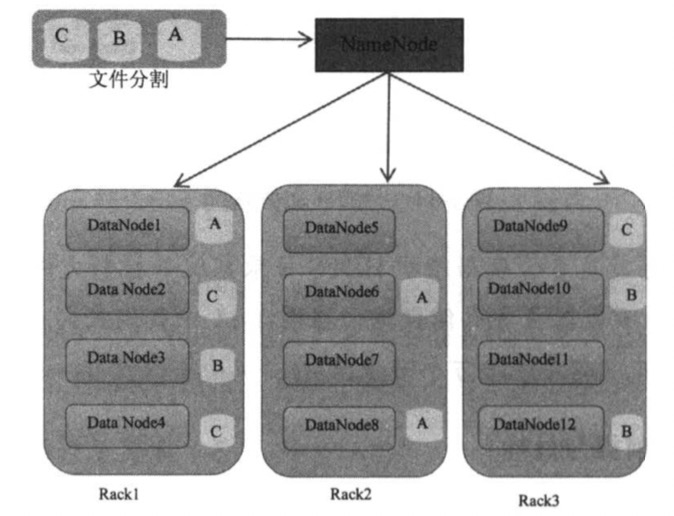 C B A
NameNode
文件分割
DataNode1 A
Data Node2 C
Data Node3 B
Data Node4 C
Rack1
DataNode5
DataNode6 A
DataNode7
DataNode8 A
Rack2
DataNode9 C
DataNode10 B
DataNode11
DataNode12 B
Rack3